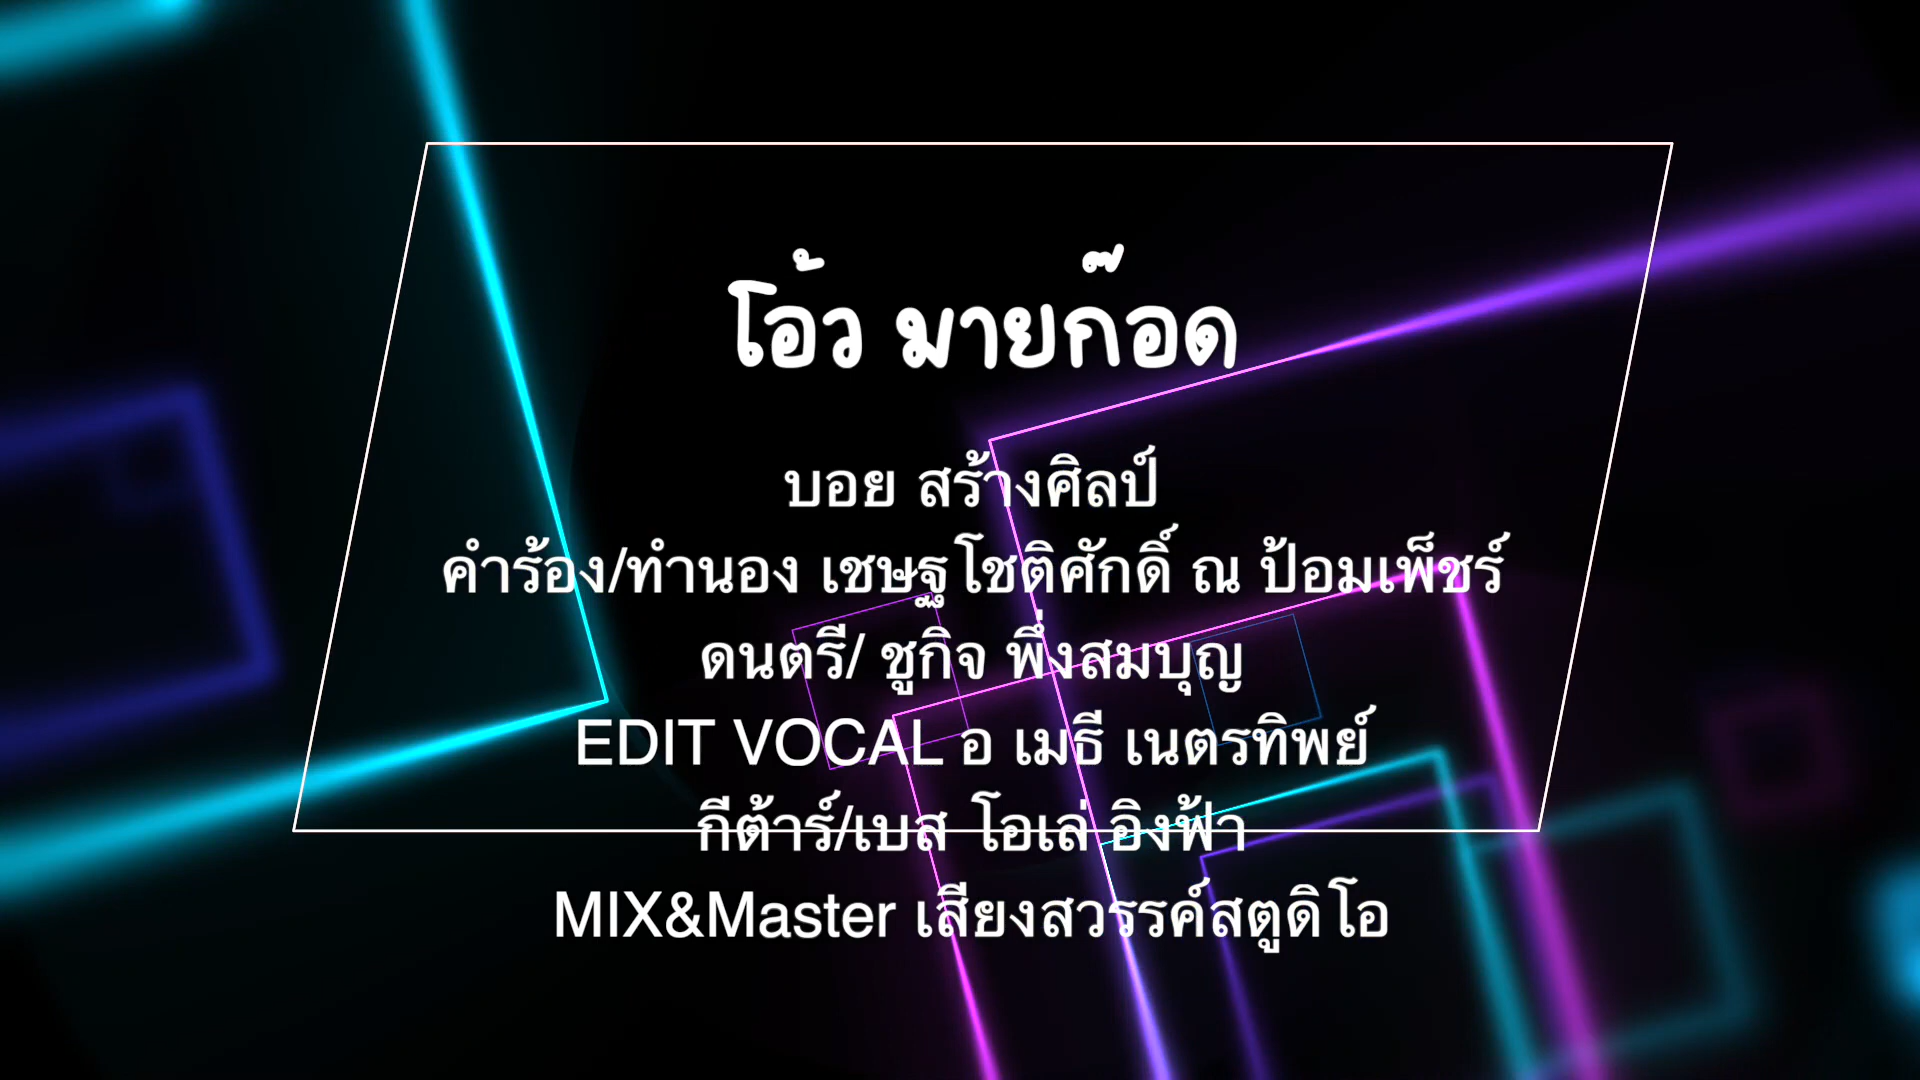 โอ้ว มายก๊อด
บอย สร้างศิลป์
คำร้อง/ทำนอง เชษฐโชติศักดิ์ ณ ป้อมเพ็ชร์
ดนตรี/ ชูกิจ พึ่งสมบุญ
EDIT VOCAL อ เมธี เนตรทิพย์
กีต้าร์/เบส โอเล่ อิงฟ้า
MIX&Master เสียงสวรรค์สตูดิโอ